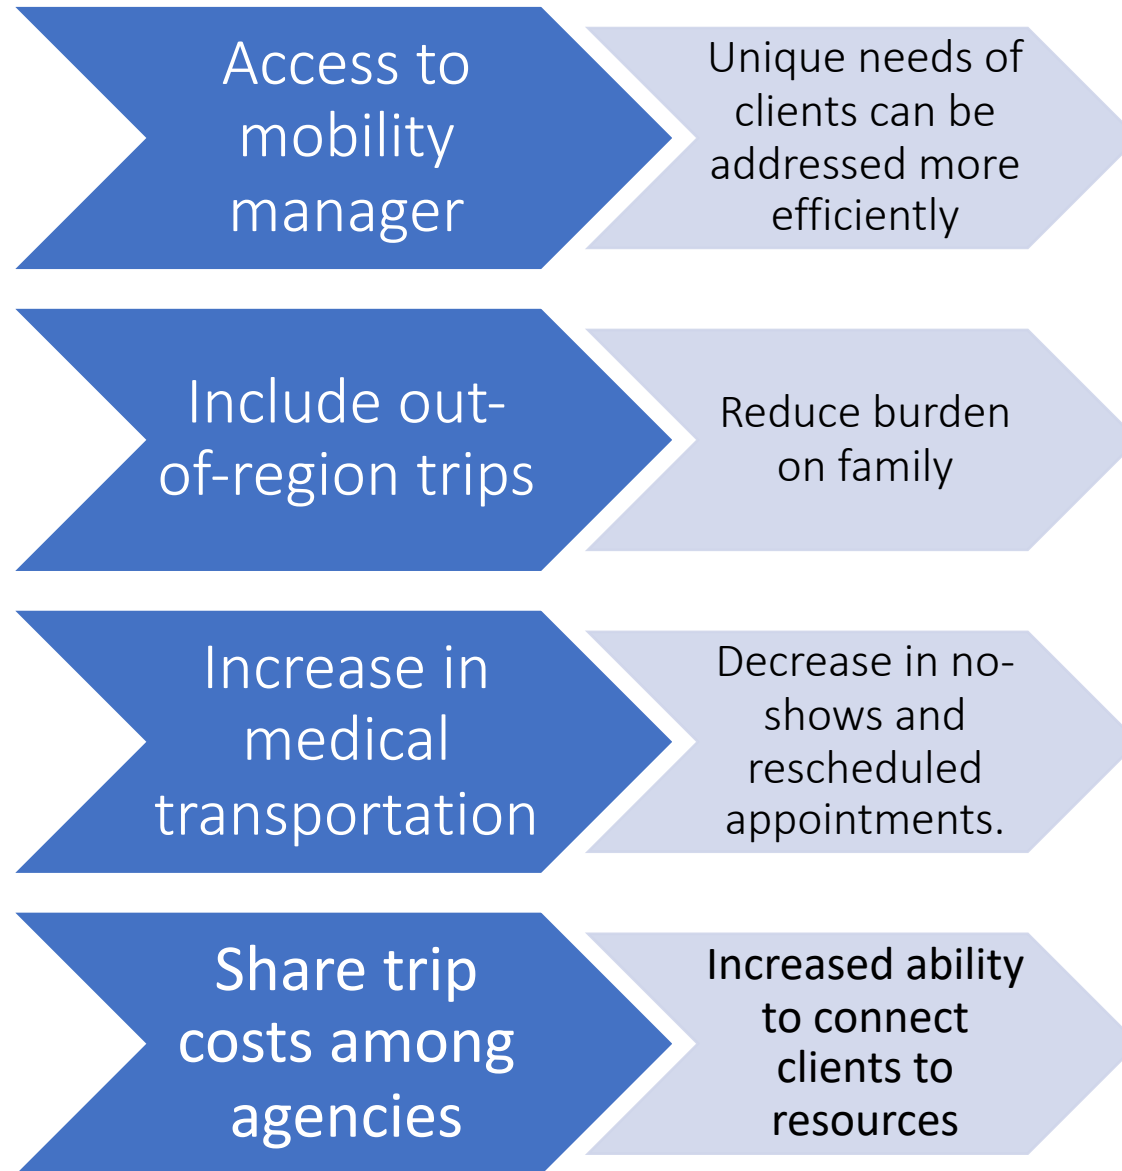 Access to
mobility
manager
Unique needs of
clients can be
addressed more
efficiently
Include out-
of-region trips
Reduce burden
on family
Increase in
medical
transportation
Decrease in no-
shows and
rescheduled
appointments.
Share trip
costs among
agencies
Increased ability
to connect
clients to
resources